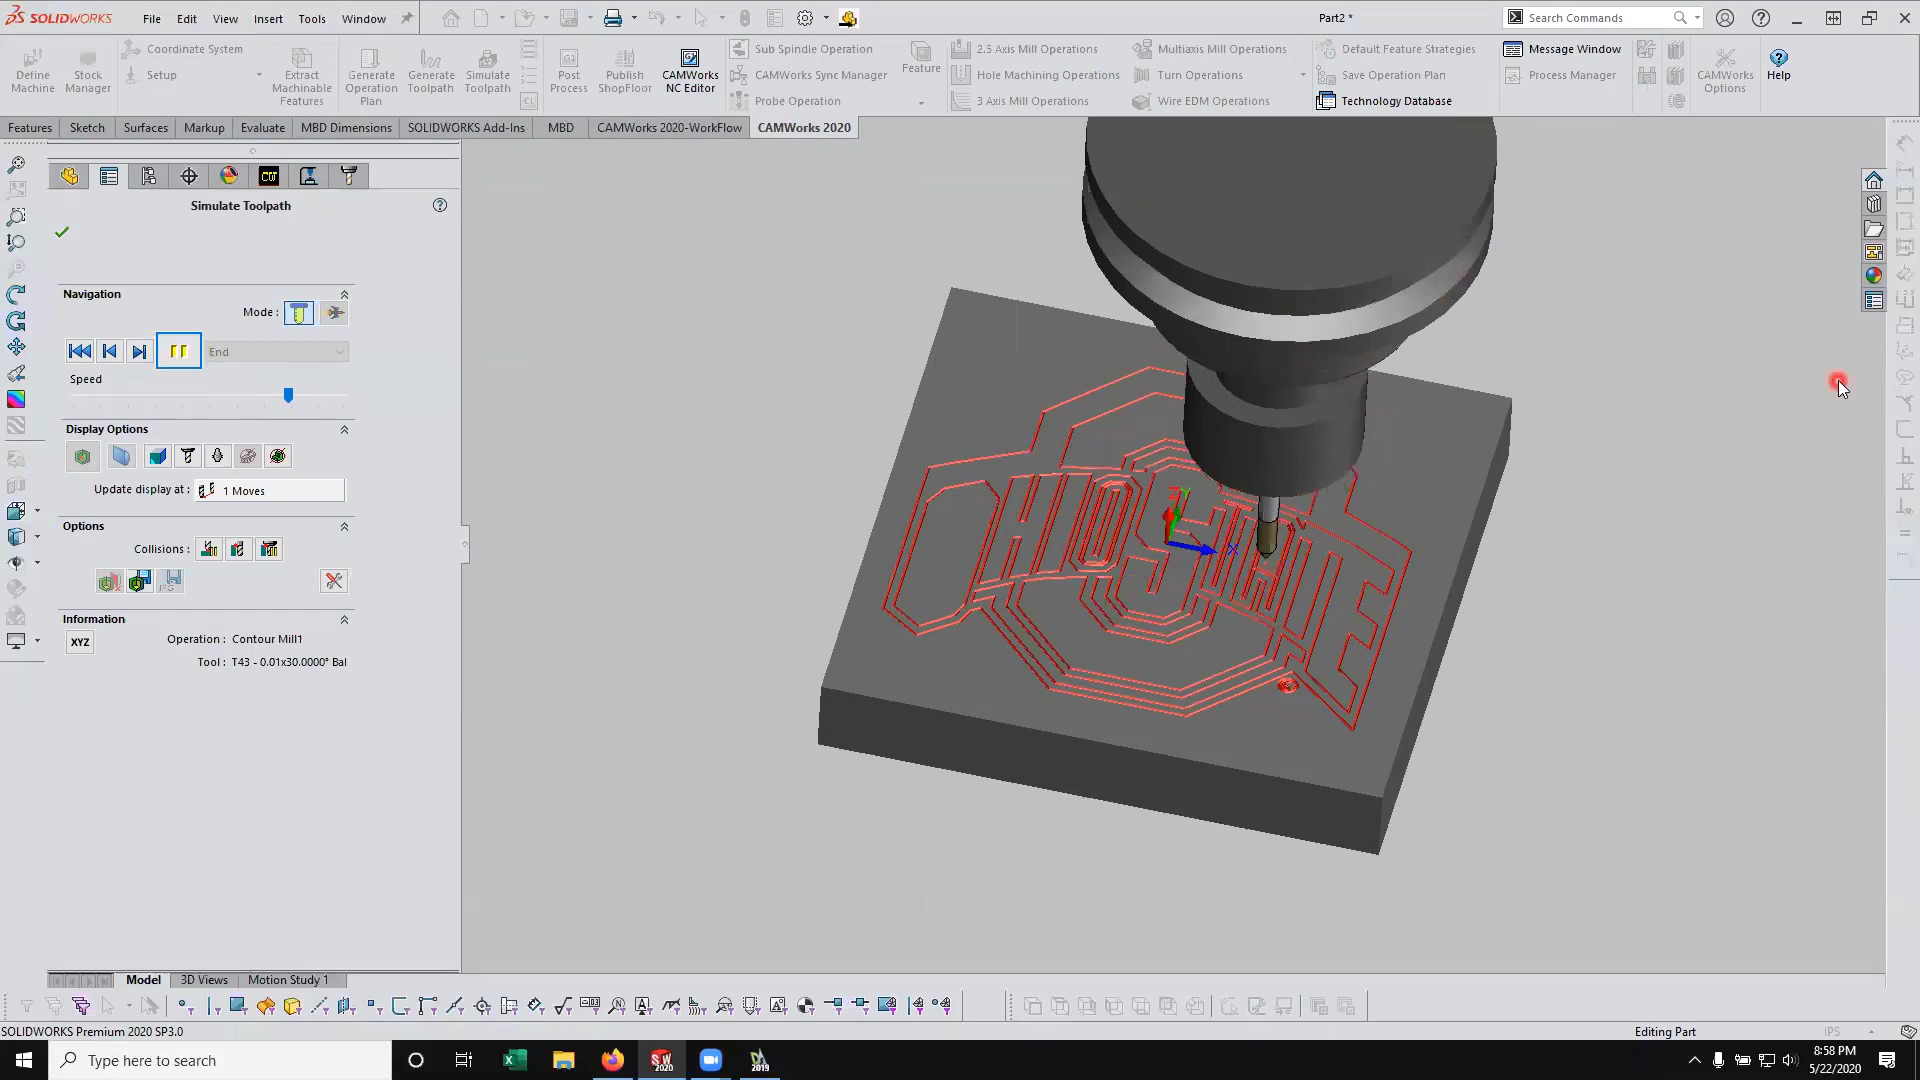 SOLIDWORKS File Edit View Insert Tools Window Part2 * Search Commands
Define Machine
Stock Manager
Coordinate System
Setup
Extract Machinable Features
Generate Operation Plan
Generate Toolpath
Simulate Toolpath
CL
Post Process
Publish ShopFloor
CAMWorks NC Editor
Sub Spindle Operation
CAMWorks Sync Manager
Probe Operation
Feature
2.5 Axis Mill Operations
Hole Machining Operations
3 Axis Mill Operations
Multiaxis Mill Operations
Turn Operations
Wire EDM Operations
Default Feature Strategies
Save Operation Plan
Technology Database
Message Window
Process Manager
CAMWorks Options
Help
Features Sketch Surfaces Markup Evaluate MBD Dimensions SOLIDWORKS Add-Ins MBD CAMWorks 2020-WorkFlow CAMWorks 2020
CW
Simulate Toolpath
Navigation
Mode :
End
Speed
Display Options
Update display at : 1 Moves
Options
Collisions :
Information
XYZ Operation : Contour Mill1
Tool : T43 - 0.01x30.0000° Bal
Z
Y
X
Model 3D Views Motion Study 1
SOLIDWORKS Premium 2020 SP3.0 Editing Part IPS
Type here to search
SW 2020
2019
8:58 PM
5/22/2020